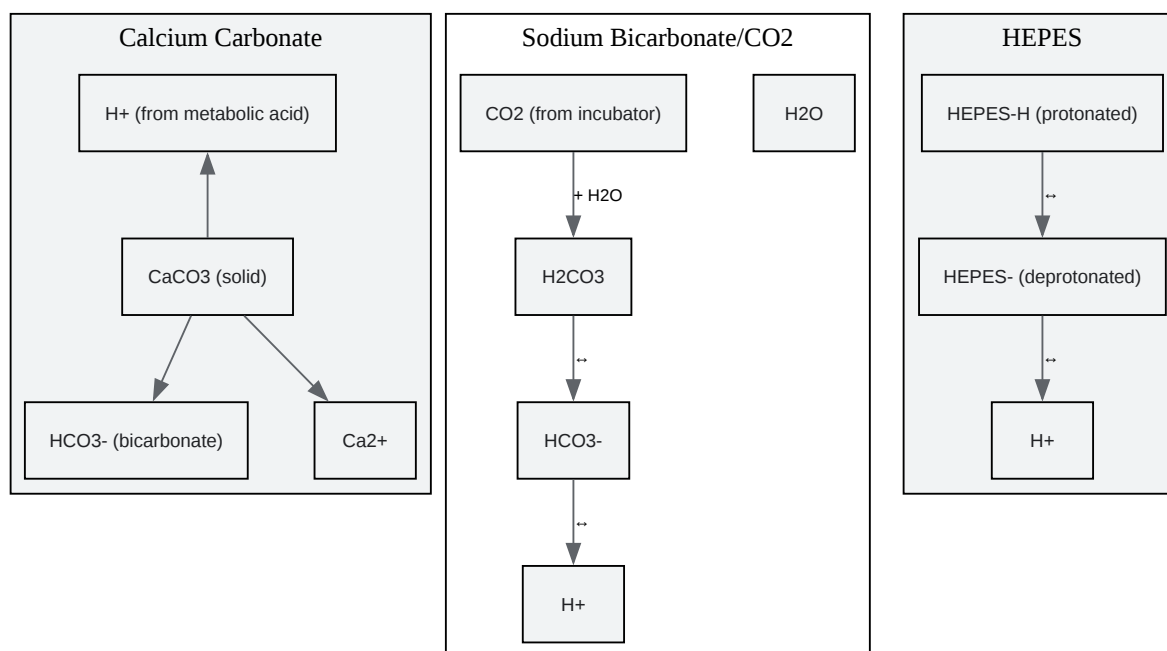 Calcium Carbonate
H+ (from metabolic acid)
CaCO3 (solid)
HCO3- (bicarbonate)
Ca2+
Sodium Bicarbonate/CO2
CO2 (from incubator)
H2O
+ H2O
H2CO3
↔
HCO3-
↔
H+
HEPES
HEPES-H (protonated)
↔
HEPES- (deprotonated)
↔
H+